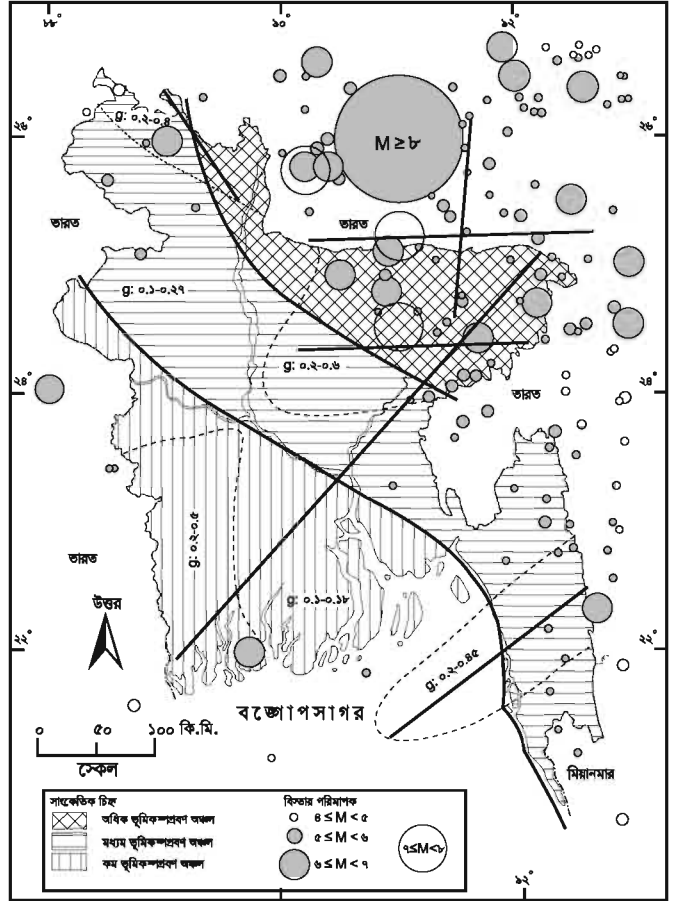 ৮৮° ৯০° ৯২°
২৬° ২৬°
g: ০.২-০.৪
M ≥ ৮
ভারত
ভারত
g: ০.১-০.২৭
g: ০.২-০.৬
২৪° ২৪°
ভারত
g: ০.২-০.৫
ভারত
উত্তর
g: ০.১-০.১৮
২২° ২২°
g: ০.২-০.৪৫
বঙ্গোপসাগর
০ ৫০ ১০০ কি.মি.
স্কেল
মিয়ানমার
সাংকেতিক চিহ্ন
অধিক ভূমিকম্পপ্রবণ অঞ্চল
মধ্যম ভূমিকম্পপ্রবণ অঞ্চল
কম ভূমিকম্পপ্রবণ অঞ্চল
রিখতার পরিমাপক
৪ ≤ M < ৫
৫ ≤ M < ৬
৬ ≤ M < ৭
৭≤M<৮
৯২°